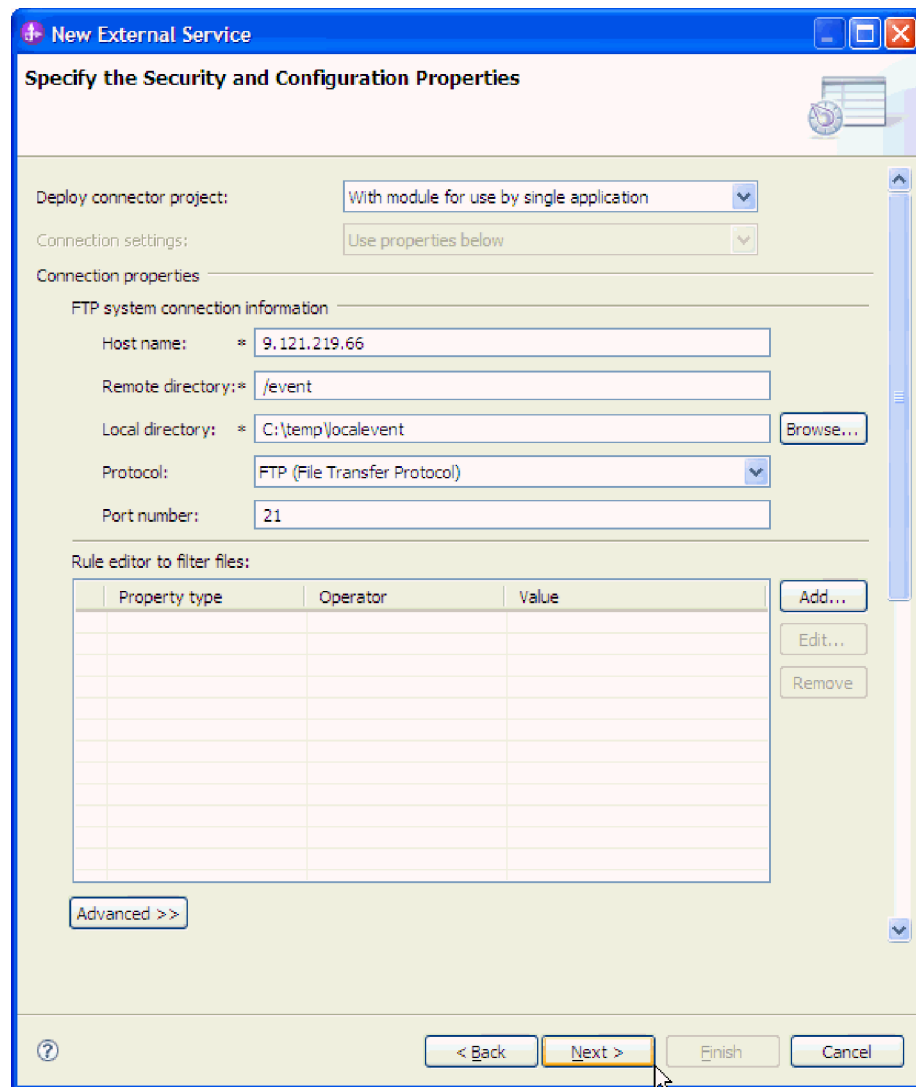 New External Service
Specify the Security and Configuration Properties
Deploy connector project: With module for use by single application
Connection settings: Use properties below
Connection properties
FTP system connection information
Host name: * 9.121.219.66
Remote directory:* /event
Local directory: * C:\temp\localevent Browse...
Protocol: FTP (File Transfer Protocol)
Port number: 21
Rule editor to filter files:
Property type Operator Value Add...
Edit...
Remove
Advanced >>
? < Back Next > Finish Cancel